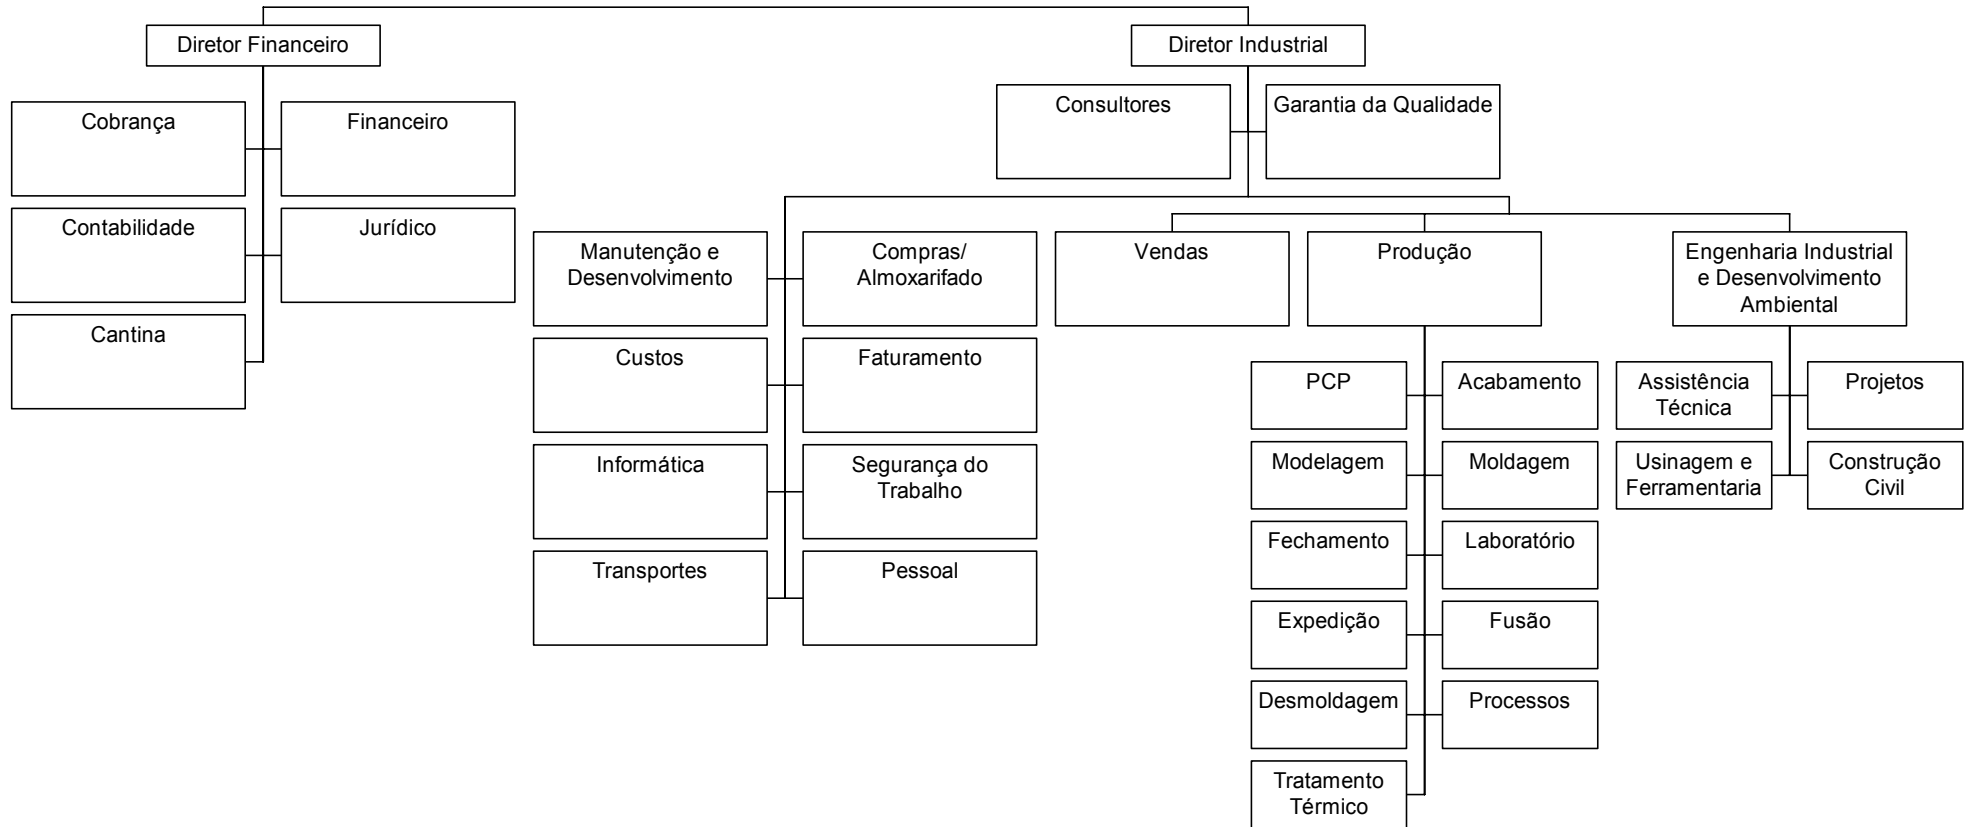 Diretor Financeiro
Diretor Industrial
Cobrança
Financeiro
Contabilidade
Jurídico
Cantina
Consultores
Garantia da Qualidade
Manutenção e
Desenvolvimento
Compras/
Almoxarifado
Custos
Faturamento
Informática
Segurança do
Trabalho
Transportes
Pessoal
Vendas
Produção
Engenharia Industrial
e Desenvolvimento
Ambiental
PCP
Acabamento
Modelagem
Moldagem
Fechamento
Laboratório
Expedição
Fusão
Desmoldagem
Processos
Tratamento
Térmico
Assistência
Técnica
Projetos
Usinagem e
Ferramentaria
Construção
Civil